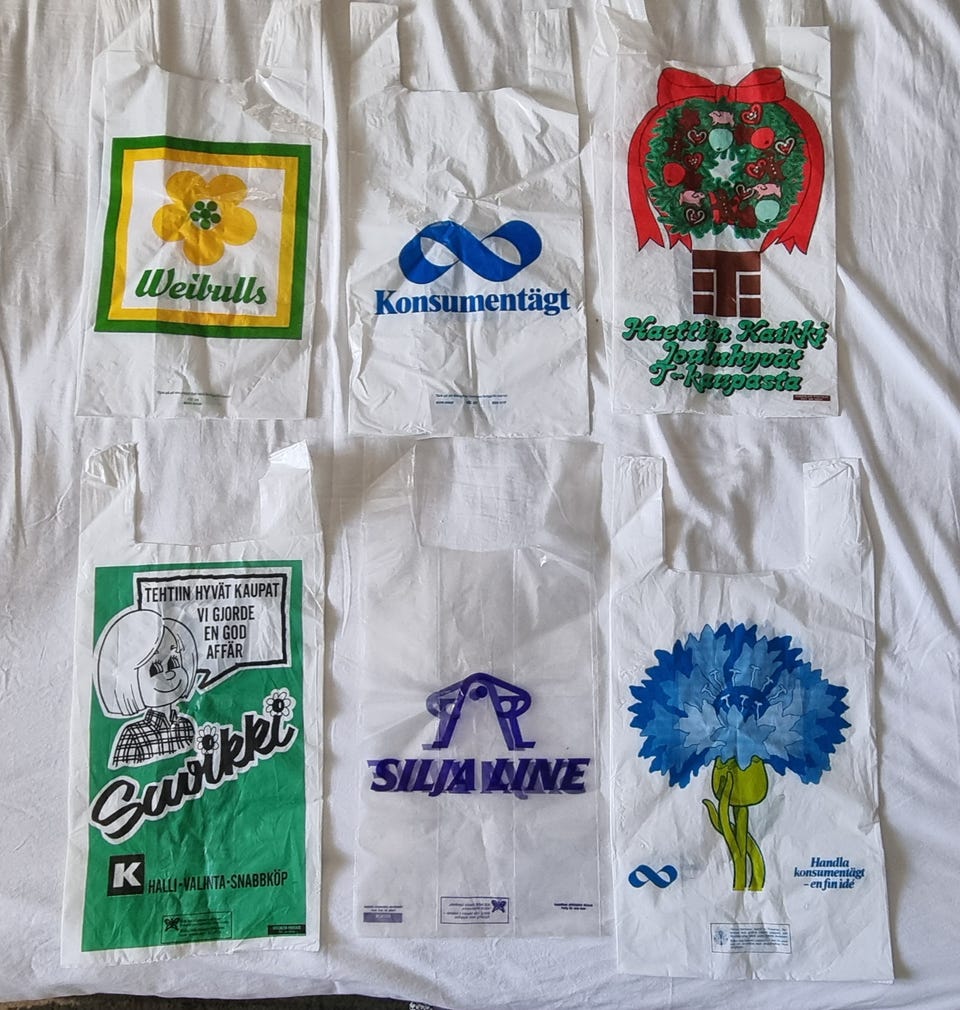 Weibulls
Konsumentägt
Haettiin Kaikki
Jouluhyvät
T-kaupasta
TEHTIIN HYVÄT KAUPAT
VI GJORDE
EN GOD
AFFÄR
Suwikki
K HALLI-VALINTA-SNABBKÖP
SILJA LINE
Handla
konsumentägt
– en fin idé